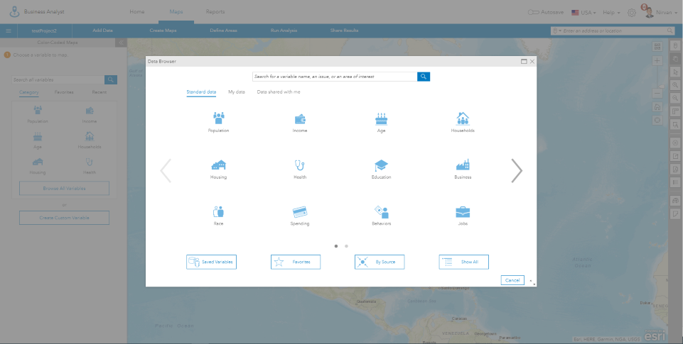 Business Analyst
Home Maps Reports
USA Help
Add Data Create Maps Define Areas Run Analysis Share Results
Data Browser
Search for a variable name, an issue, or an area of interest
Search all variables
Standard data My data Data shared with me
Category Favorites Recent
Population Income Age Households
Population Income
Age Households
Housing Health Education Business
Housing Health
Browse All Variables
or
Create Custom Variable
Race Spending Behaviors Jobs
Saved Variables Favorites By Source Show All
Cancel
esri